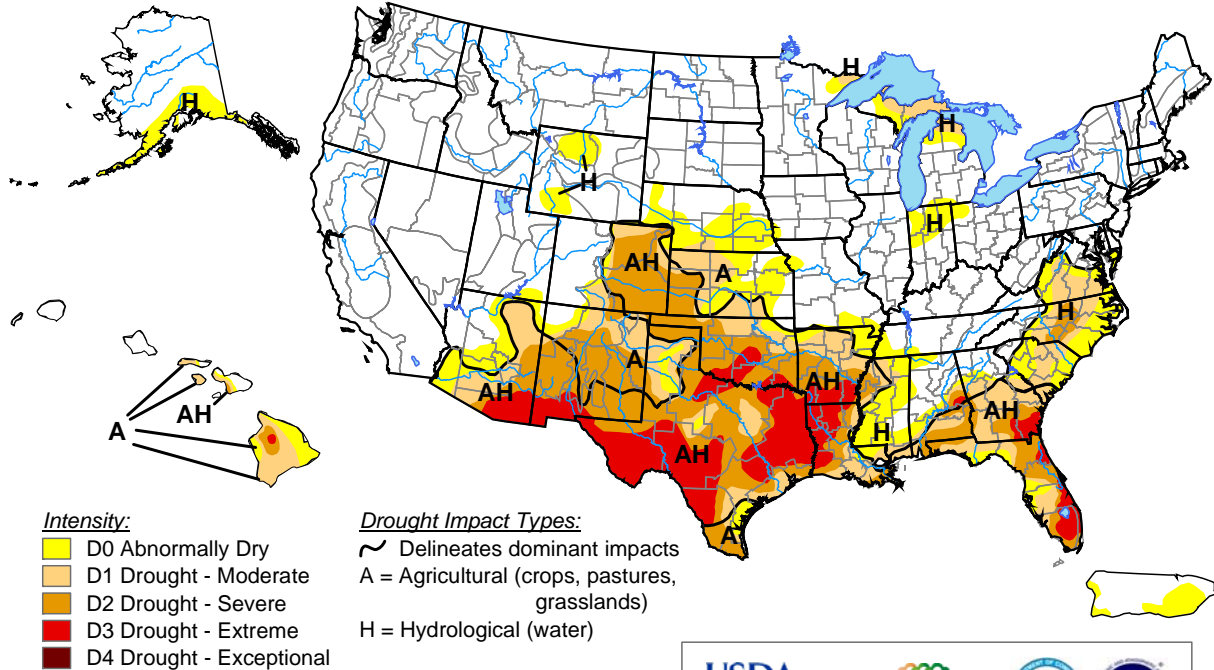 H
H
H
H
H
AH
A
H
H
A
AH
AH
AH
H
AH
A
A
AH
Intensity:
D0 Abnormally Dry
D1 Drought - Moderate
D2 Drought - Severe
D3 Drought - Extreme
D4 Drought - Exceptional
Drought Impact Types:
Delineates dominant impacts
A = Agricultural (crops, pastures,
grasslands)
H = Hydrological (water)
USDA